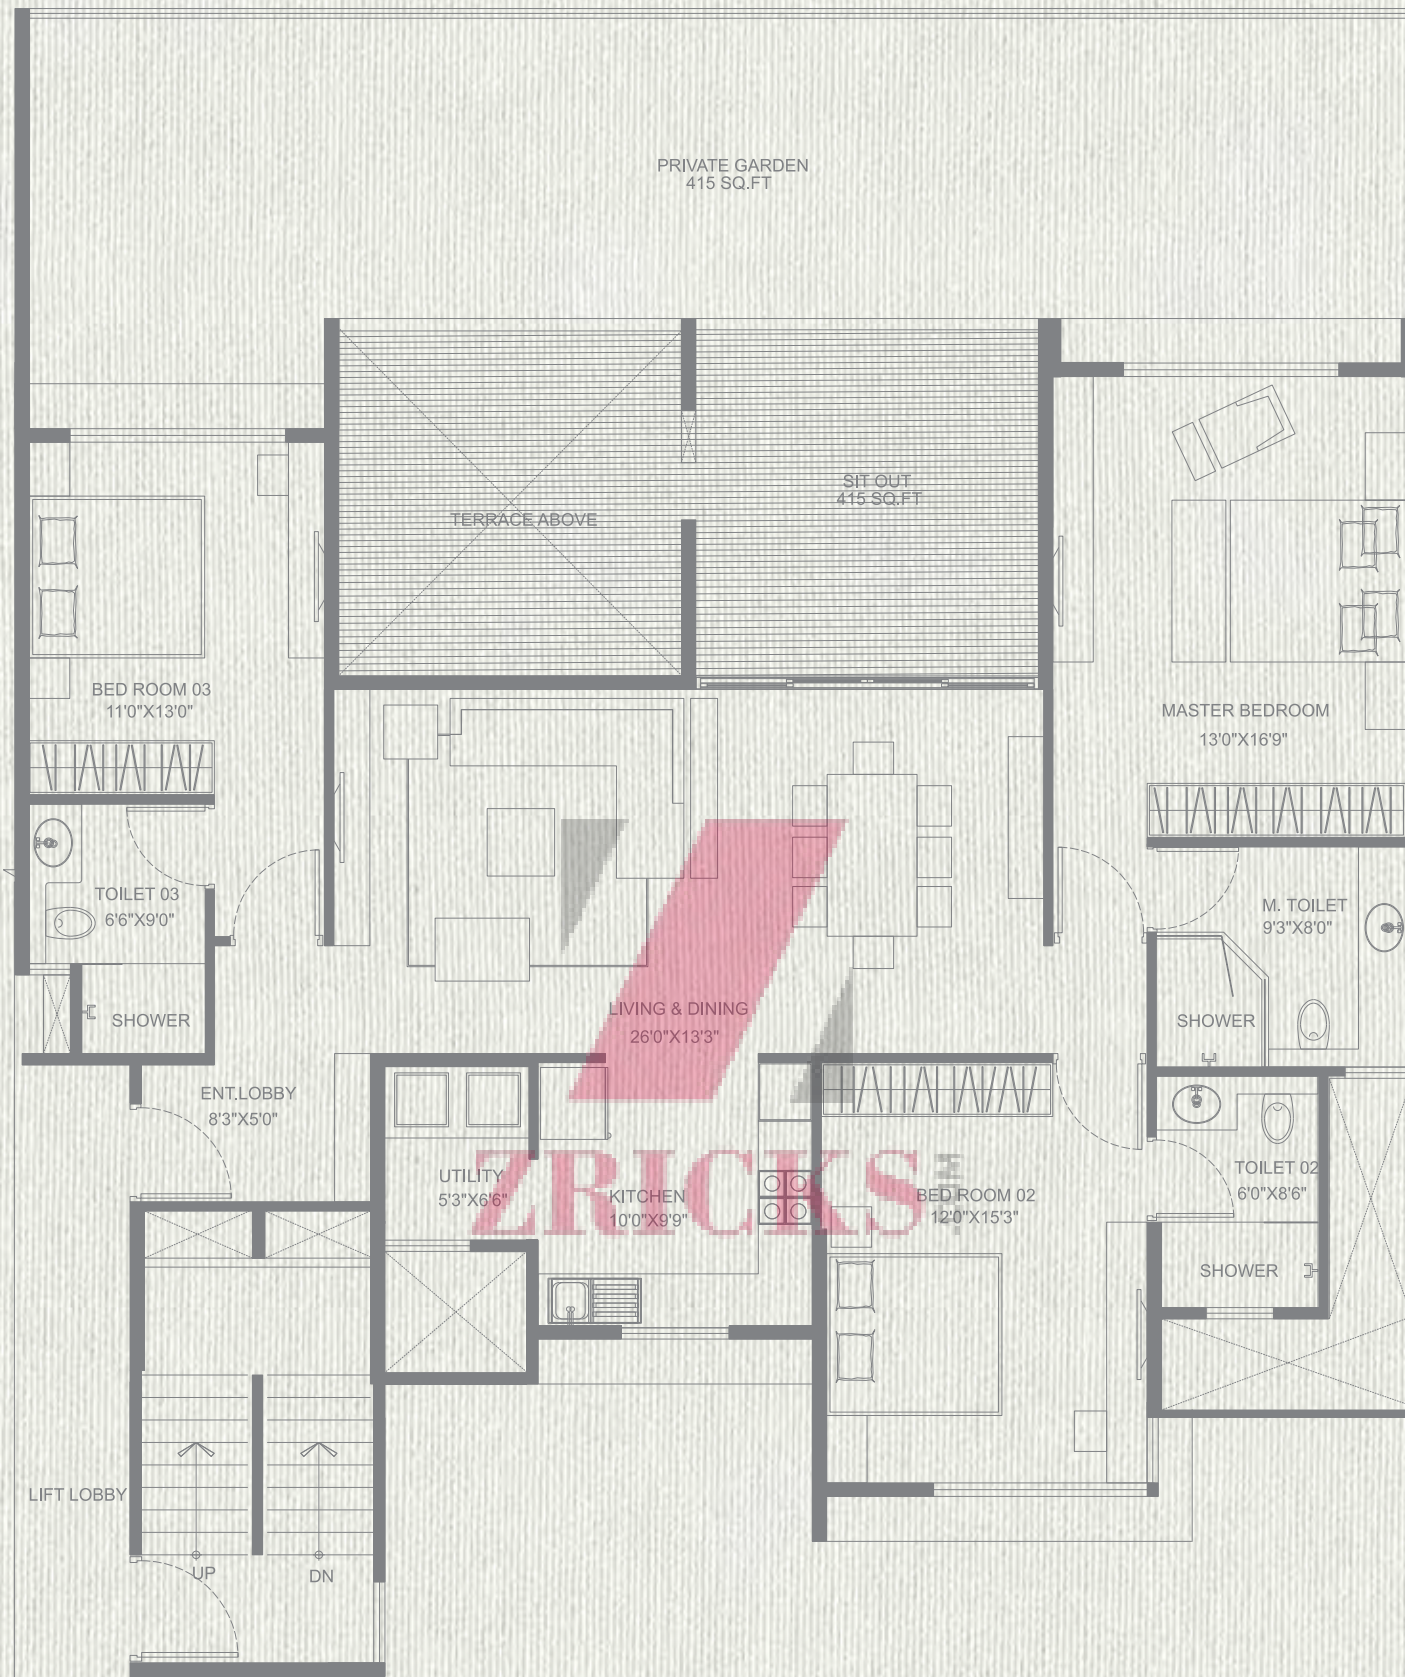 PRIVATE GARDEN
415 SQ.FT
SIT OUT
415 SQ.FT
TERRACE ABOVE
BED ROOM 03
11'0"X13'0"
MASTER BEDROOM
13'0"X16'9"
TOILET 03
6'6"X9'0"
M. TOILET
9'3"X8'0"
LIVING & DINING
26'0"X13'3"
SHOWER
SHOWER
ENT.LOBBY
8'3"X5'0"
UTILITY
5'3"X6'6"
KITCHEN
10'0"X9'9"
BED ROOM 02
12'0"X15'3"
TOILET 02
6'0"X8'6"
ZRICKS
SHOWER
LIFT LOBBY
UP
DN